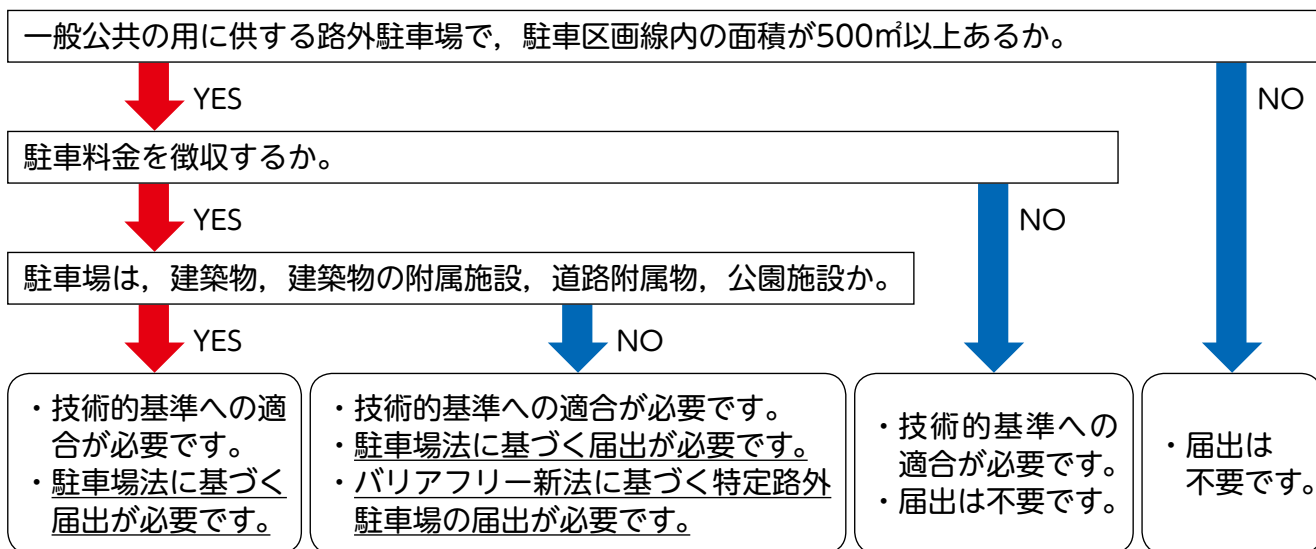 一般公共の用に供する路外駐車場で，駐車区画線内の面積が500㎡以上あるか。
YES
NO
駐車料金を徴収するか。
YES
NO
駐車場は，建築物，建築物の附属施設，道路附属物，公園施設か。
YES
NO
・技術的基準への適
合が必要です。
・駐車場法に基づく
届出が必要です。
・技術的基準への適合が必要です。
・駐車場法に基づく届出が必要です。
・バリアフリー新法に基づく特定路外
駐車場の届出が必要です。
・技術的基準への
適合が必要です。
・届出は不要です。
・届出は
不要です。